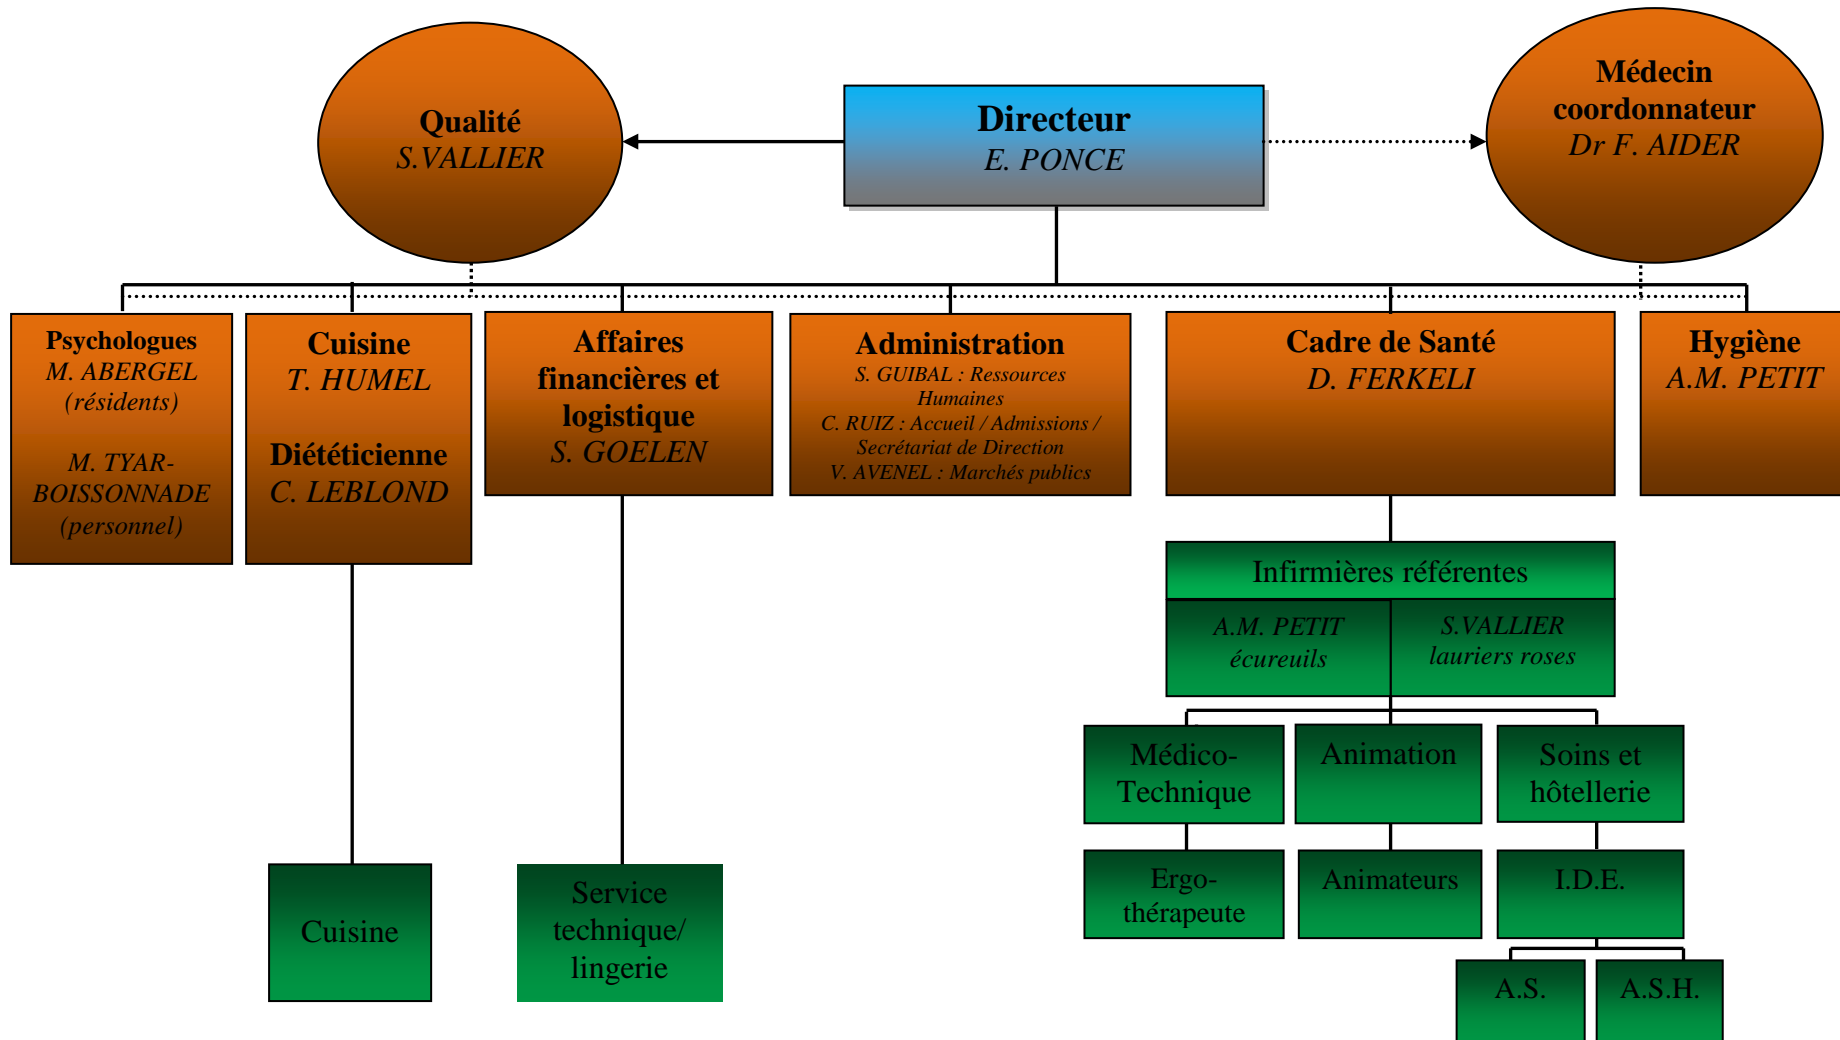 Qualité
S.VALLIER
Directeur
E. PONCE
Médecin
coordonnateur
Dr F. AIDER
Psychologues
M. ABERGEL
(résidents)
M. TYAR-
BOISSONNADE
(personnel)
Cuisine
T. HUMEL
Diététicienne
C. LEBLOND
Affaires
financières et
logistique
S. GOELEN
Administration
S. GUIBAL : Ressources
Humaines
C. RUIZ : Accueil / Admissions /
Secrétariat de Direction
V. AVENEL : Marchés publics
Cadre de Santé
D. FERKELI
Hygiène
A.M. PETIT
Infirmières référentes
A.M. PETIT
écureuils
S.VALLIER
lauriers roses
Médico-
Technique
Animation
Soins et
hôtellerie
Cuisine
Service
technique/
lingerie
Ergo-
thérapeute
Animateurs
I.D.E.
A.S.
A.S.H.